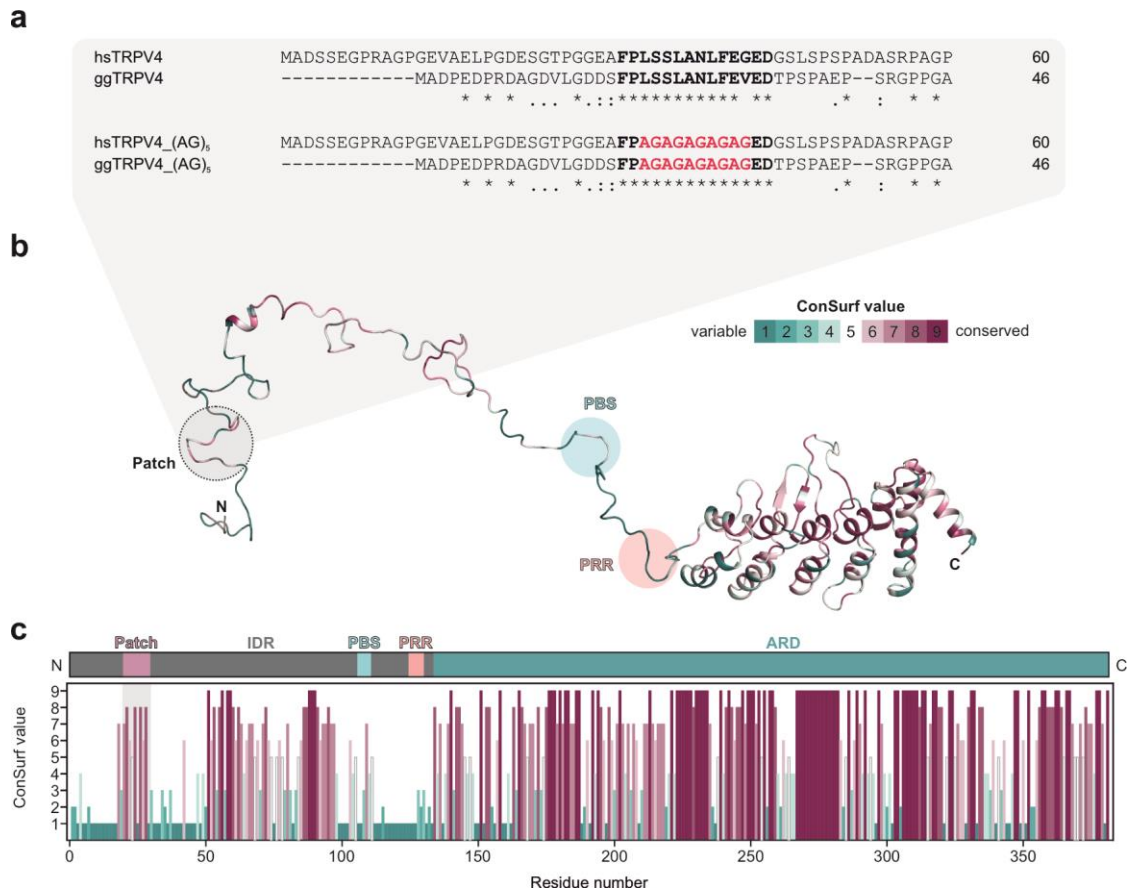 a
hsTRPV4 MADSSEGPRAGPGEVAELPGDESGTPGGEAFPLSSLANLFEGEDGSLSPSPADASRPAGP 60
ggTRPV4 ------------MADPEDPRDAGDVLGDDSFPLSSLANLFEVEDTPSPAEP--SRGPPGA 46
* * * ... *.::*********** ** .* : * *
hsTRPV4_(AG)₅ MADSSEGPRAGPGEVAELPGDESGTPGGEAFPAGAGAGAGAGEDGSLSPSPADASRPAGP 60
ggTRPV4_(AG)₅ ------------MADPEDPRDAGDVLGDDSFPAGAGAGAGAGEDTPSPAEP--SRGPPGA 46
* * * ... *.::************** .* : * *
b
ConSurf value
variable 1 2 3 4 5 6 7 8 9 conserved
PBS
Patch
N
PRR
C
c
Patch IDR PBS PRR ARD
N C
9
8
7
6
5
4
3
2
1
ConSurf value
0 50 100 150 200 250 300 350
Residue number